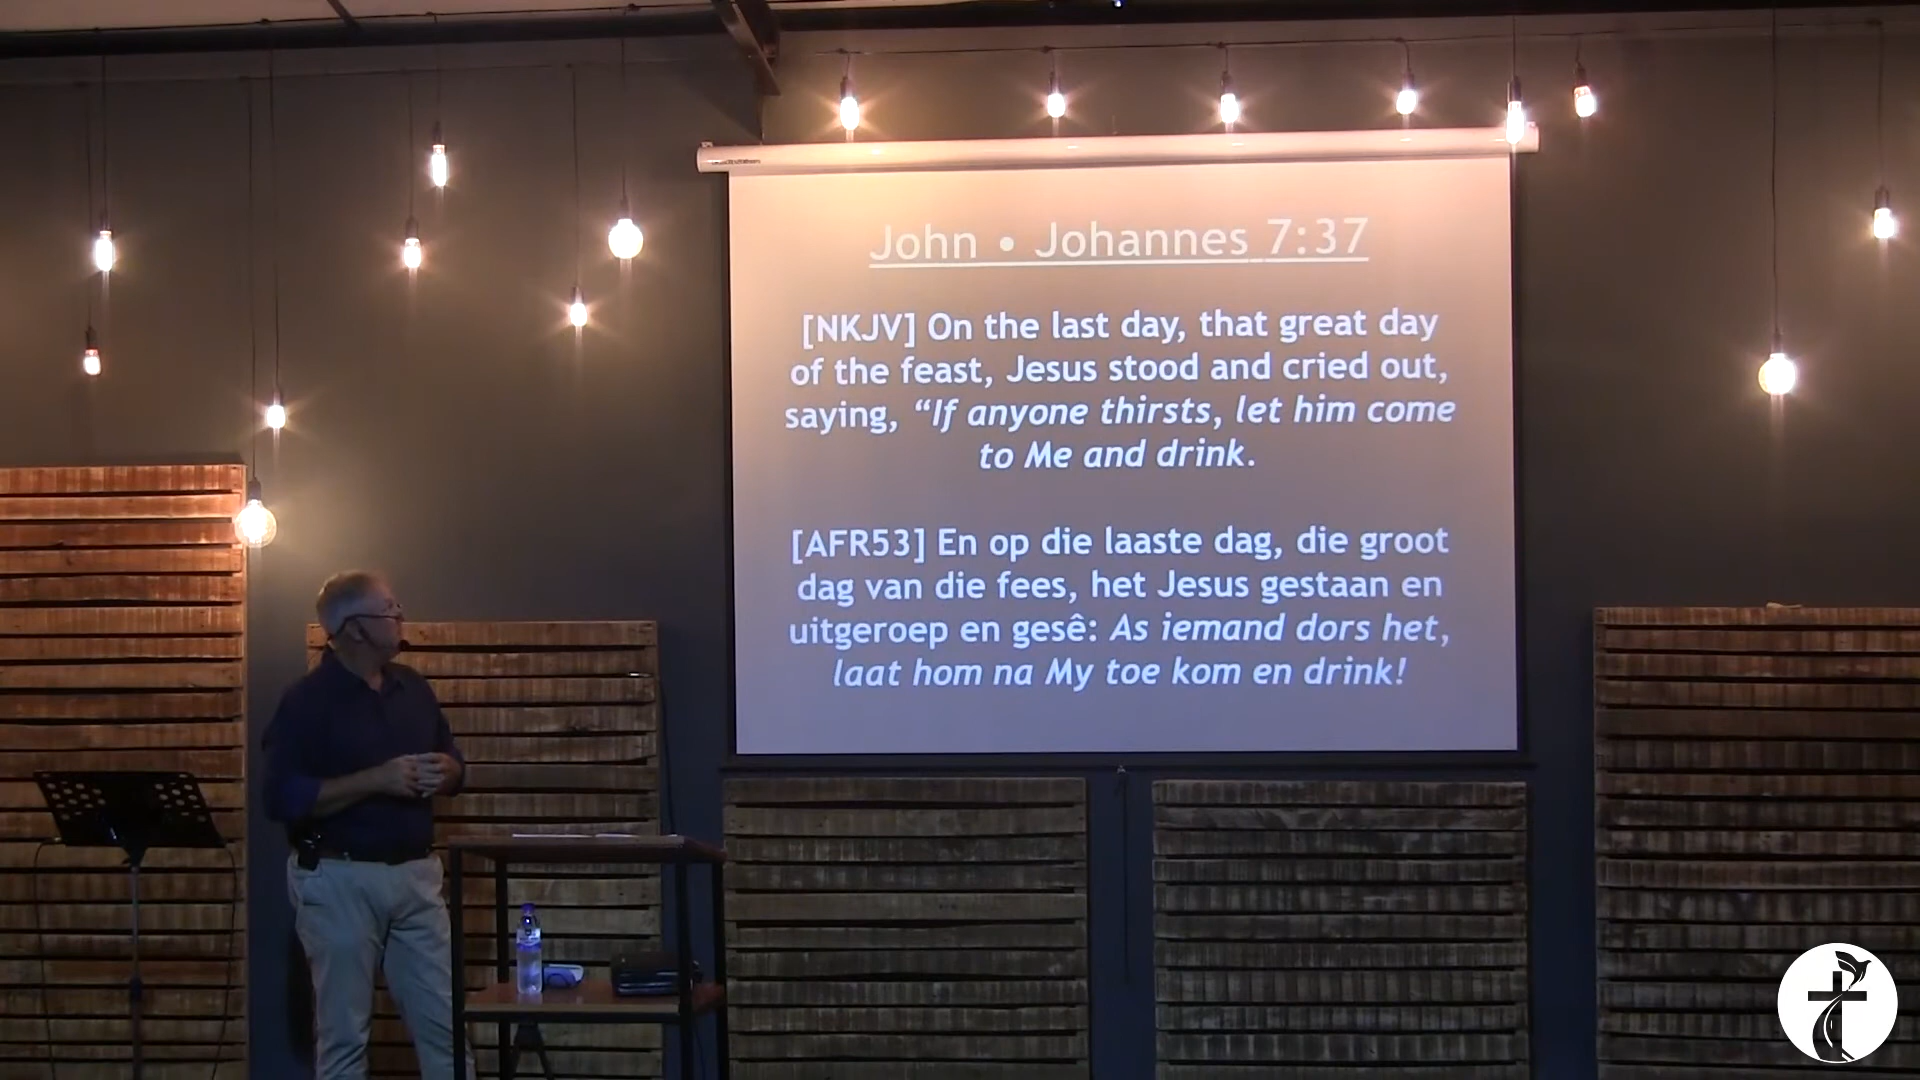 John • Johannes 7:37
[NKJV] On the last day, that great day
of the feast, Jesus stood and cried out,
saying, “If anyone thirsts, let him come
to Me and drink.
[AFR53] En op die laaste dag, die groot
dag van die fees, het Jesus gestaan en
uitgeroep en gesê: As iemand dors het,
laat hom na My toe kom en drink!